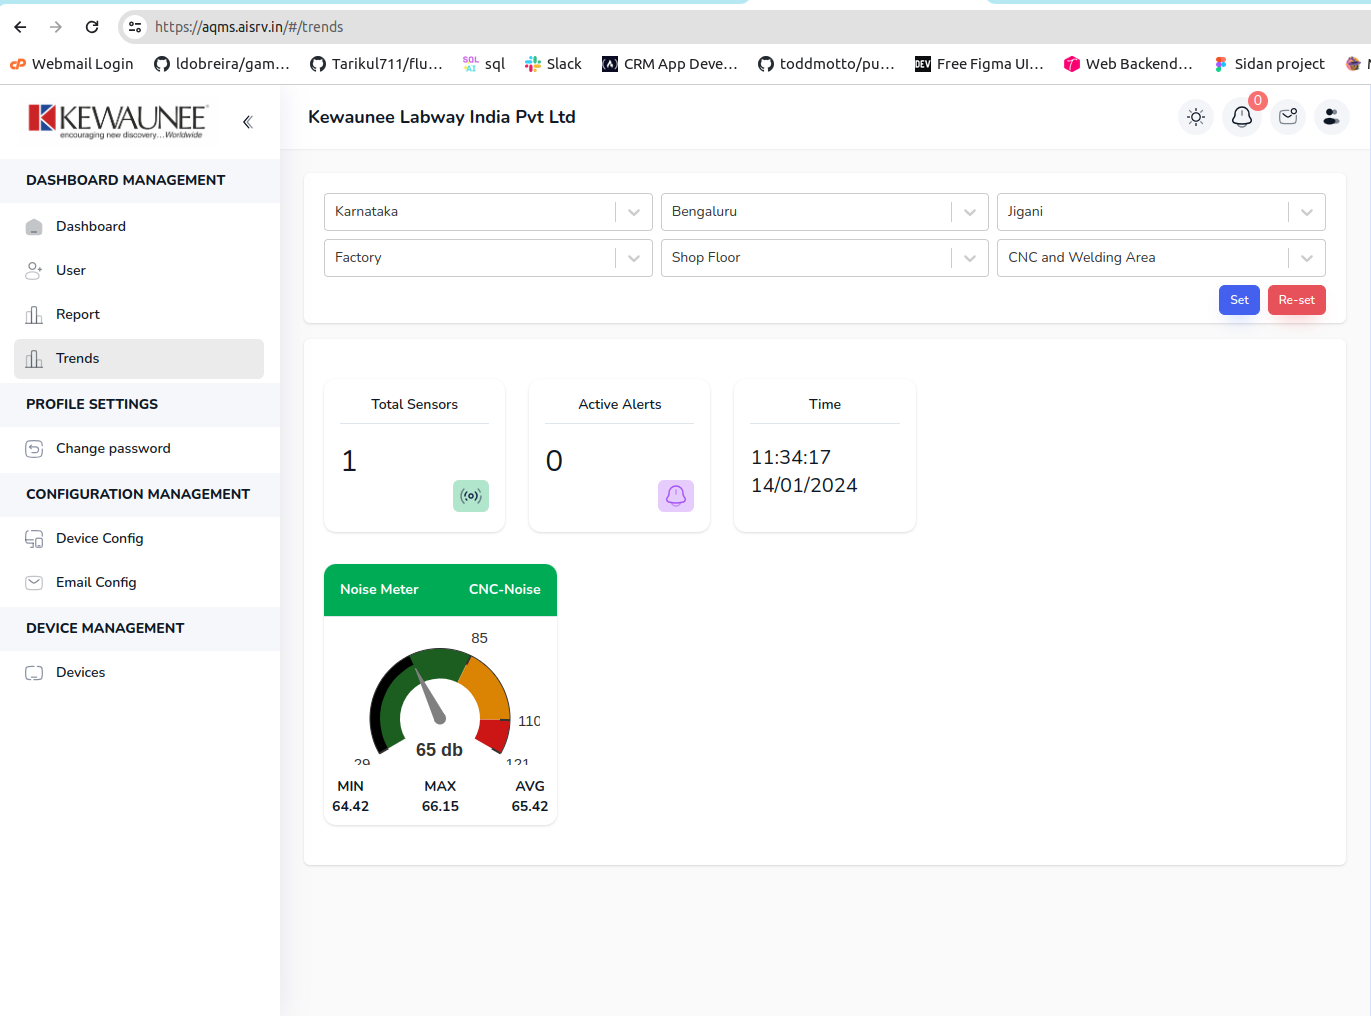 https://aqms.aisrv.in/#/trends
Webmail Login ldobreira/gam... Tarikul711/flu... sql Slack CRM App Deve... toddmotto/pu... Free Figma UI... Web Backend... Sidan project
KEWAUNEE
encouraging new discovery...Worldwide
Kewaunee Labway India Pvt Ltd
0
DASHBOARD MANAGEMENT
Dashboard
User
Report
Trends
PROFILE SETTINGS
Change password
CONFIGURATION MANAGEMENT
Device Config
Email Config
DEVICE MANAGEMENT
Devices
Karnataka Bengaluru Jigani
Factory Shop Floor CNC and Welding Area
Set Re-set
Total Sensors
1
Active Alerts
0
Time
11:34:17
14/01/2024
Noise Meter CNC-Noise
85
110
65 db
29 121
MIN MAX AVG
64.42 66.15 65.42